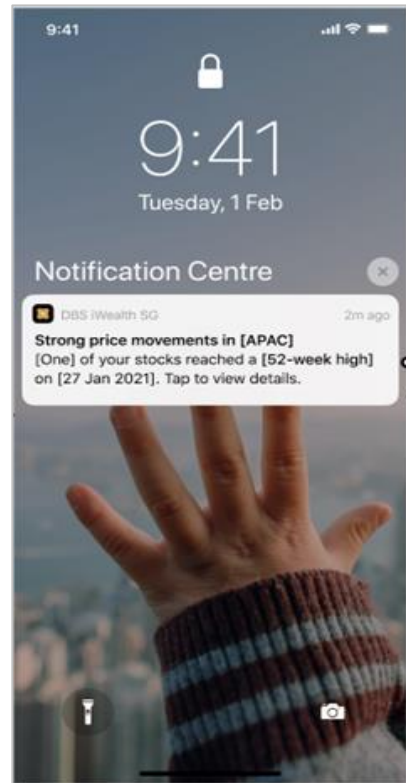 9:41
9:41
Tuesday, 1 Feb
Notification Centre
DBS iWealth SG 2m ago
Strong price movements in [APAC]
[One] of your stocks reached a [52-week high]
on [27 Jan 2021]. Tap to view details.